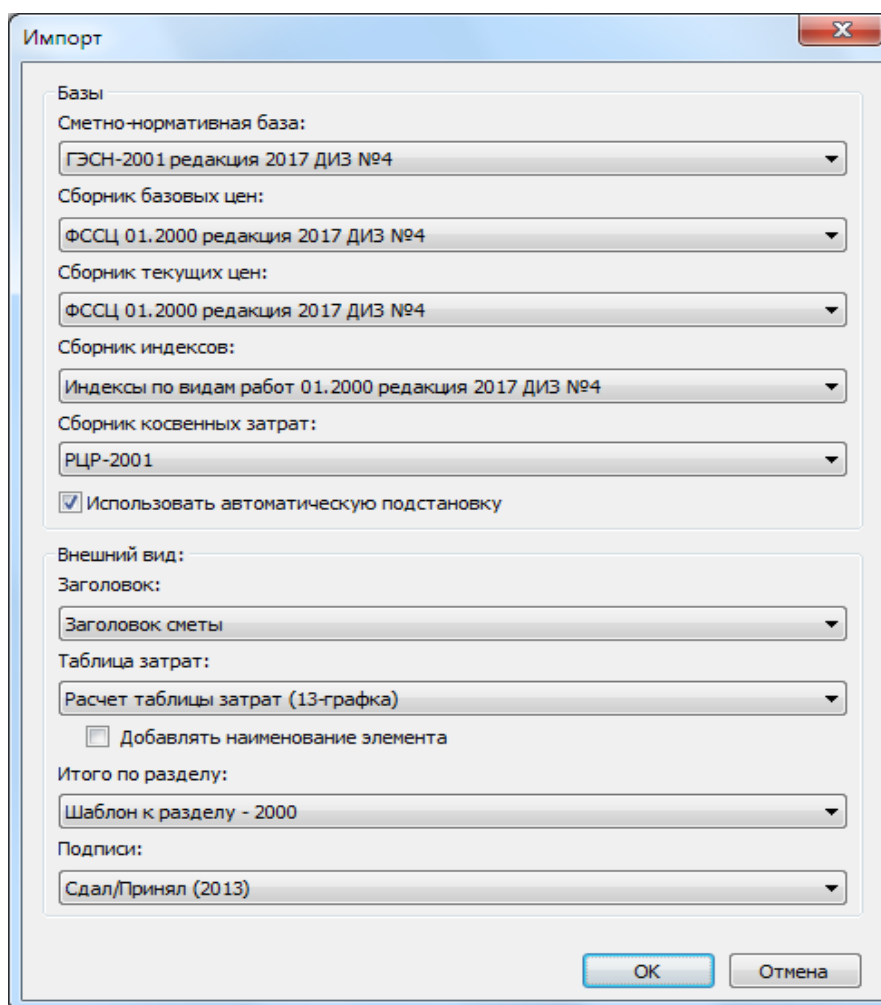 Импорт
Базы
Сметно-нормативная база:
ГЭСН-2001 редакция 2017 ДИЗ №4
Сборник базовых цен:
ФССЦ 01.2000 редакция 2017 ДИЗ №4
Сборник текущих цен:
ФССЦ 01.2000 редакция 2017 ДИЗ №4
Сборник индексов:
Индексы по видам работ 01.2000 редакция 2017 ДИЗ №4
Сборник косвенных затрат:
РЦР-2001
Использовать автоматическую подстановку
Внешний вид:
Заголовок:
Заголовок сметы
Таблица затрат:
Расчет таблицы затрат (13-графка)
Добавлять наименование элемента
Итого по разделу:
Шаблон к разделу - 2000
Подписи:
Сдал/Принял (2013)
ОК Отмена